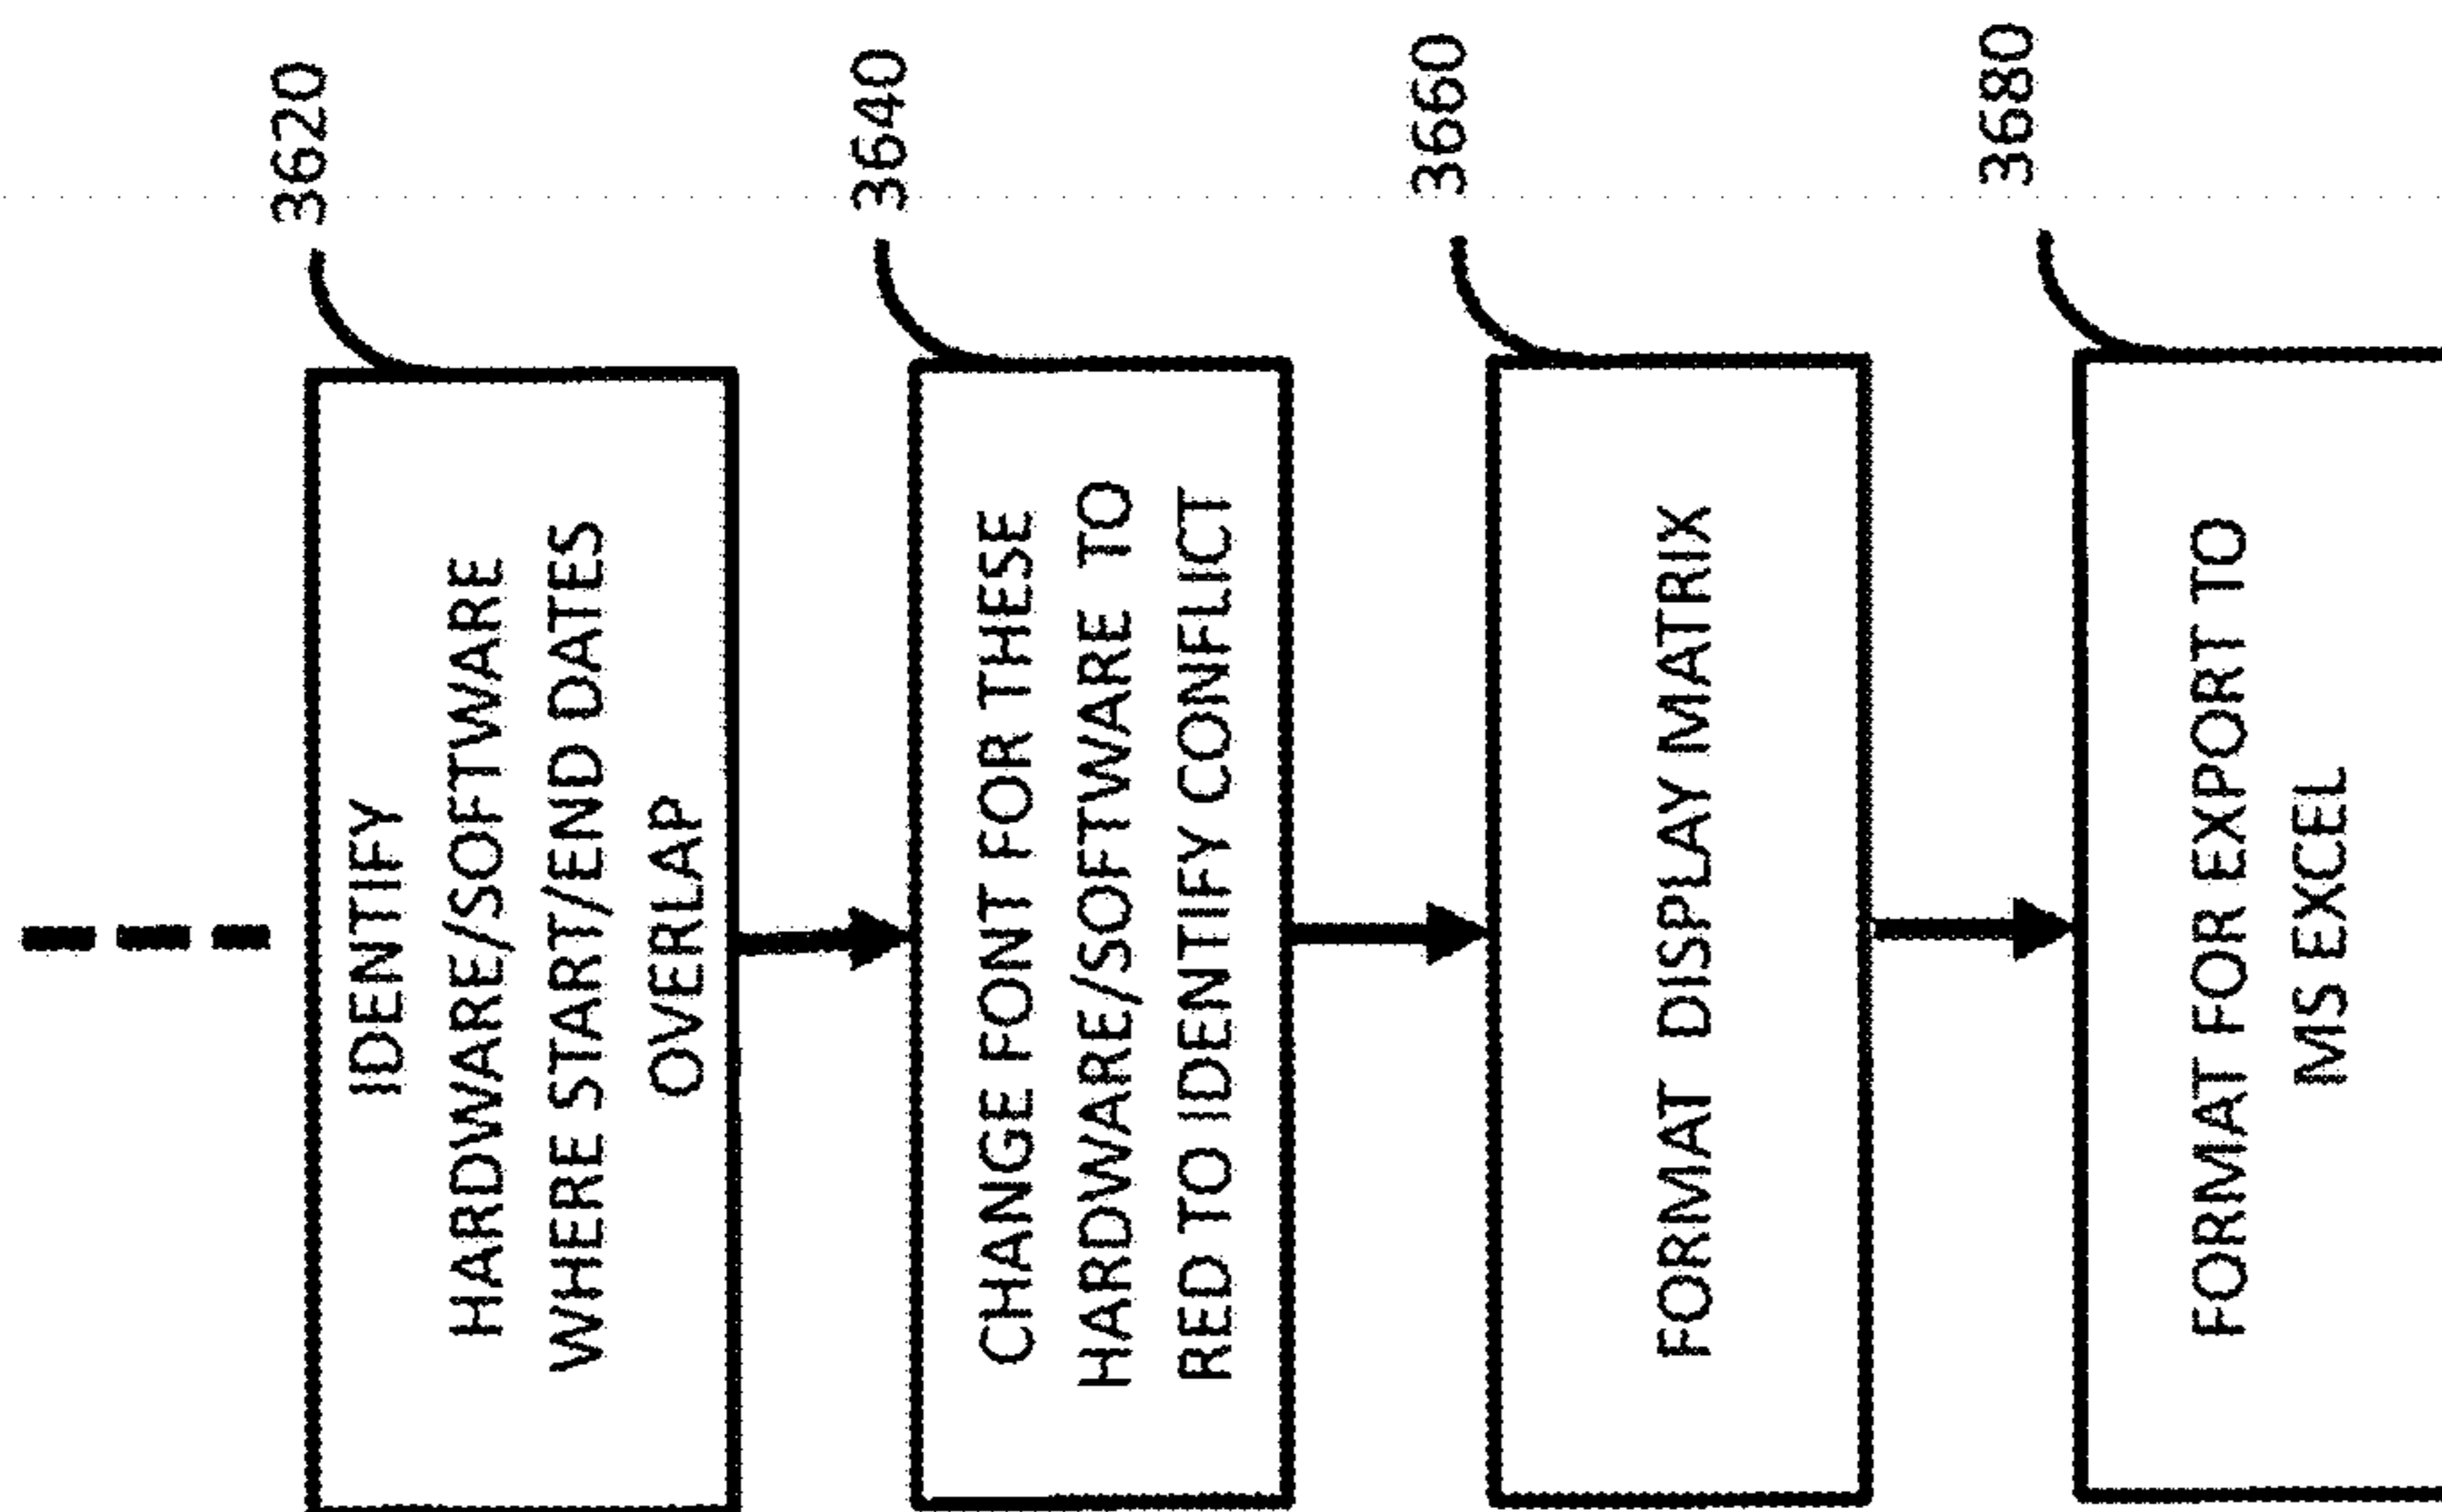 3620
IDENTIFY
HARDWARE/SOFTWARE
WHERE START/END DATES
OVERLAP
3640
CHANGE FONT FOR THESE
HARDWARE/SOFTWARE TO
RED TO IDENTIFY CONFLICT
3660
FORMAT DISPLAY MATRIX
3680
FORMAT FOR EXPORT TO
MS EXCEL